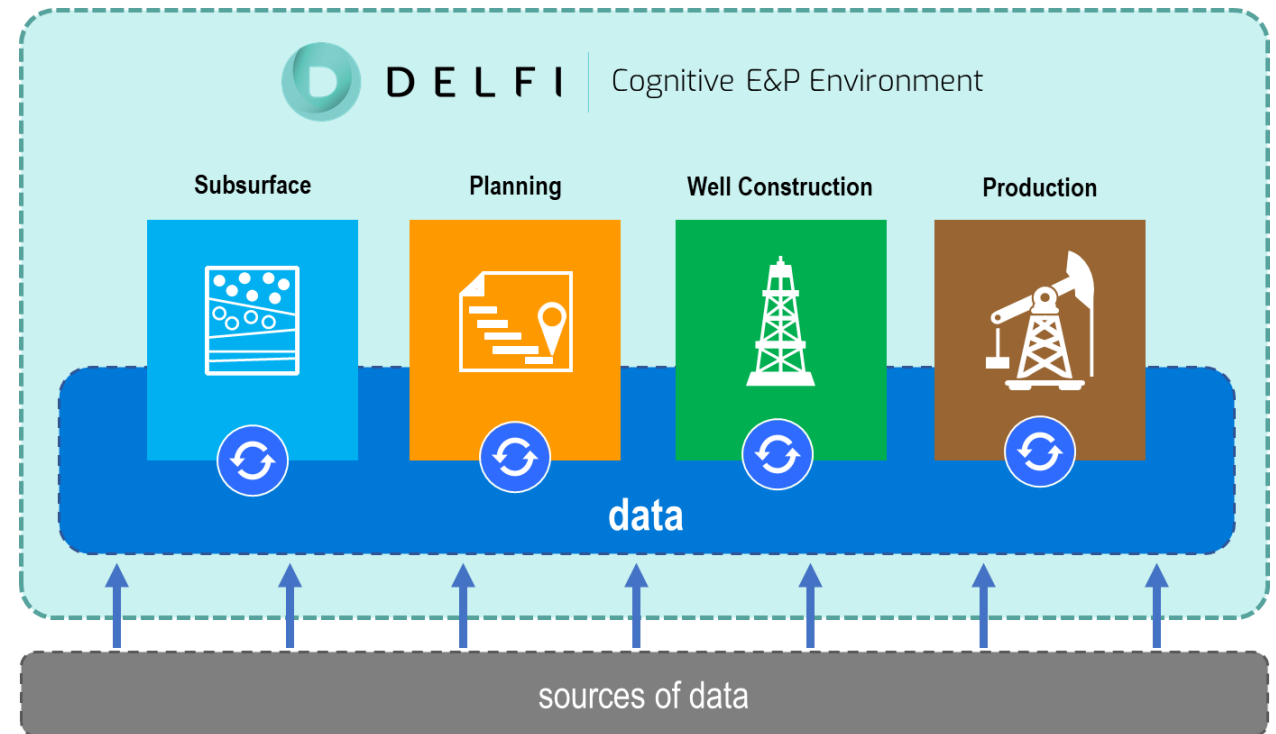 DELFI Cognitive E&P Environment
Subsurface Planning Well Construction Production
data
sources of data